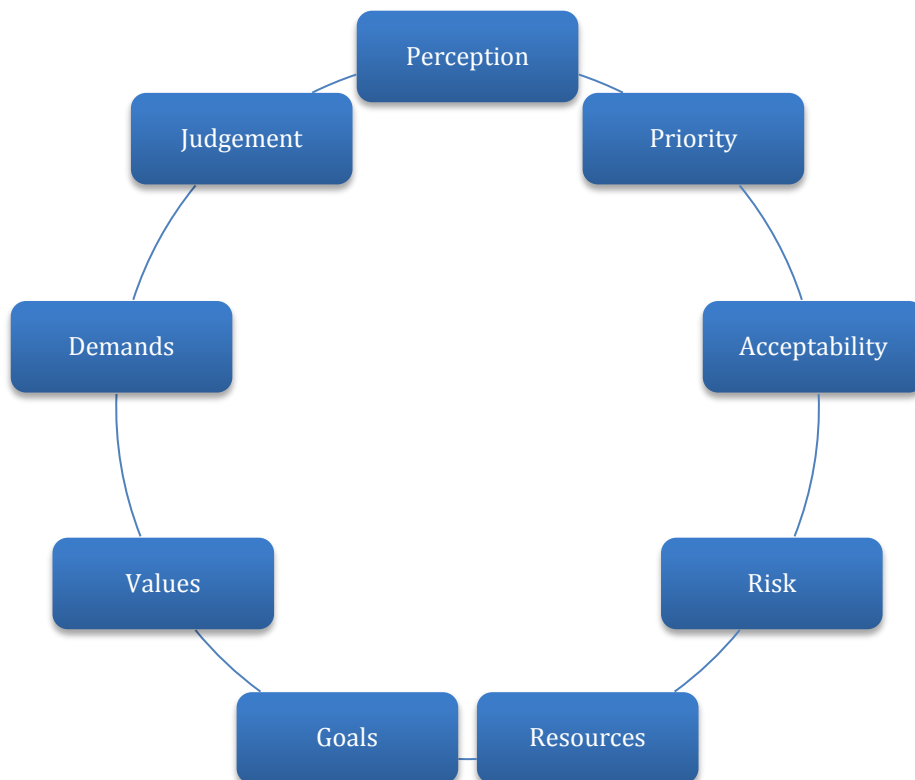 Perception
Priority
Acceptability
Risk
Resources
Goals
Values
Demands
Judgement